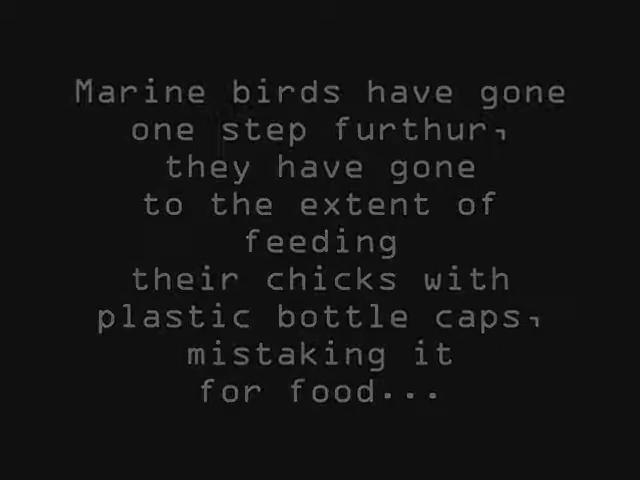 Marine birds have gone
one step furthur,
they have gone
to the extent of
feeding
their chicks with
plastic bottle caps,
mistaking it
for food...